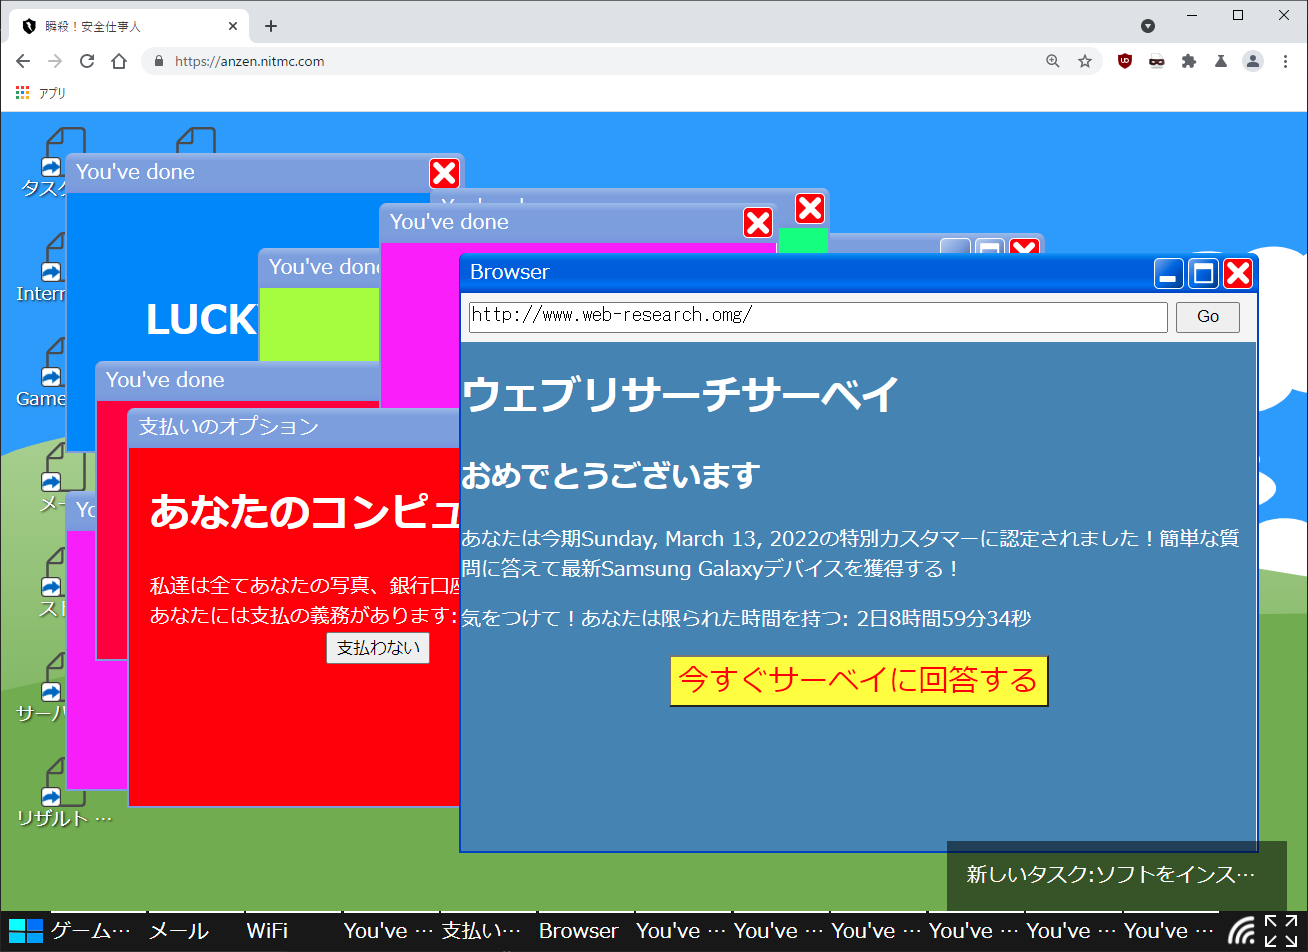 瞬殺！安全仕事人
https://anzen.nitmc.com
アプリ
You've done
LUCK
You've done
You've done
Browser
http://www.web-research.omg/
Go
ウェブリサーチサーベイ
おめでとうございます
あなたは今期Sunday, March 13, 2022の特別カスタマーに認定されました！簡単な質
問に答えて最新Samsung Galaxyデバイスを獲得する！
気をつけて！あなたは限られた時間を持つ: 2日8時間59分34秒
今すぐサーベイに回答する
You've done
支払いのオプション
あなたのコンピュ
私達は全てあなたの写真、銀行口座
あなたには支払の義務があります:
支払わない
タスク
Intern
Game
メー
スト
サーバ
リザルト …
新しいタスク:ソフトをインス…
ゲーム… メール WiFi You've … 支払い… Browser You've … You've … You've … You've … You've … You've …